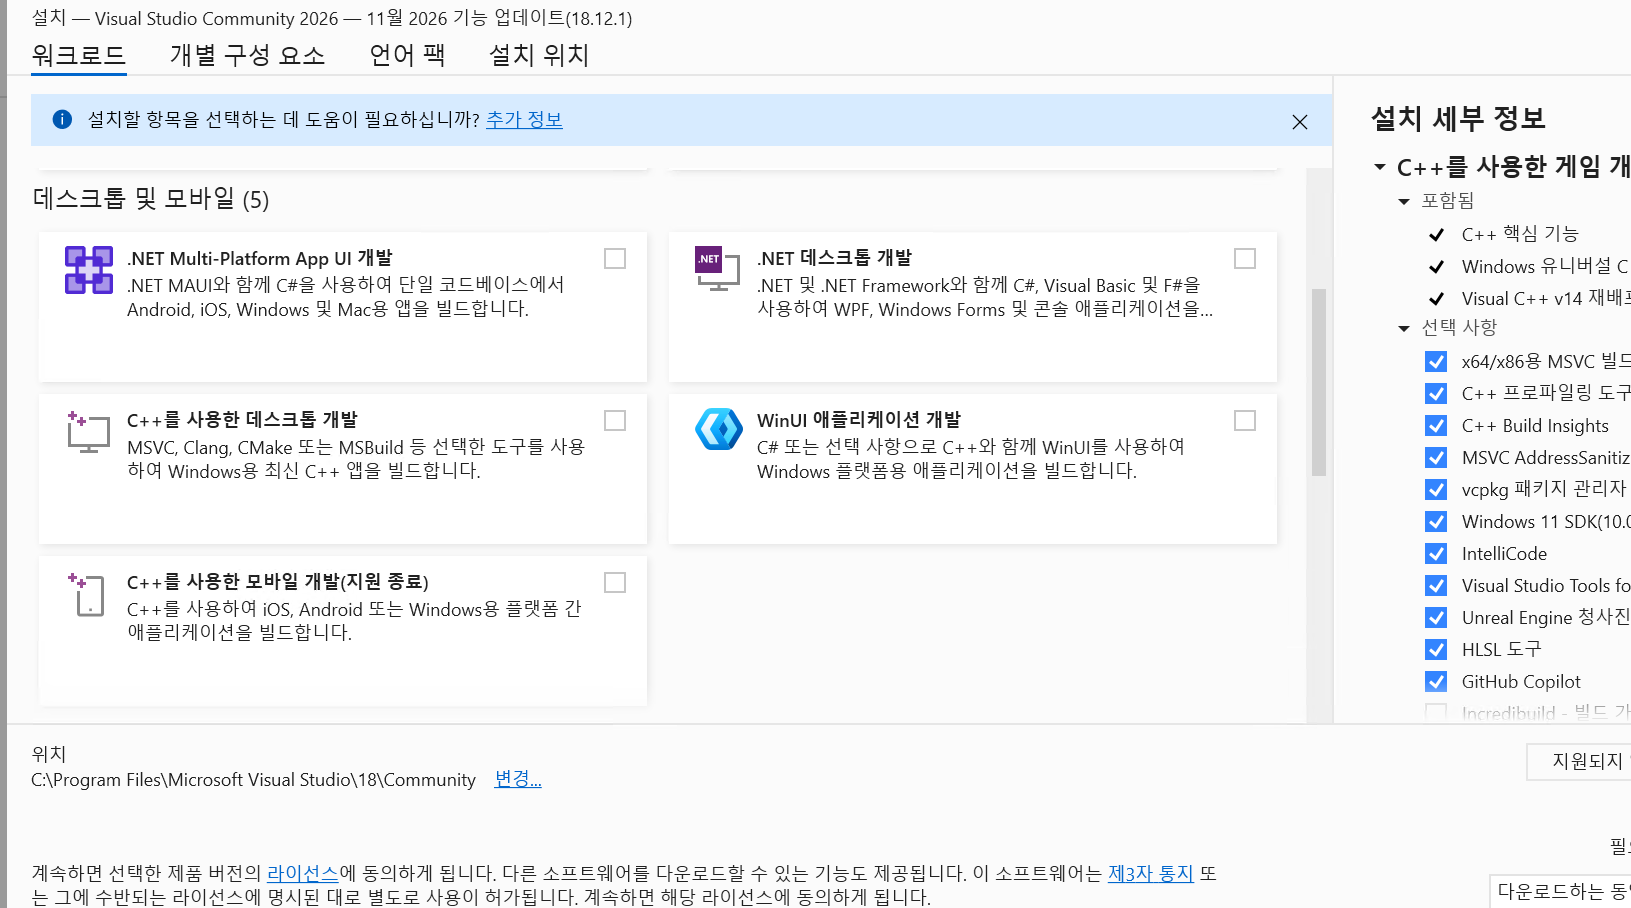 설치 — Visual Studio Community 2026 — 11월 2026 기능 업데이트(18.12.1)
워크로드 개별 구성 요소 언어 팩 설치 위치
설치할 항목을 선택하는 데 도움이 필요하십니까? 추가 정보
데스크톱 및 모바일 (5)
.NET Multi-Platform App UI 개발
.NET MAUI와 함께 C#을 사용하여 단일 코드베이스에서
Android, iOS, Windows 및 Mac용 앱을 빌드합니다.
.NET
.NET 데스크톱 개발
.NET 및 .NET Framework와 함께 C#, Visual Basic 및 F#을
사용하여 WPF, Windows Forms 및 콘솔 애플리케이션을...
C++를 사용한 데스크톱 개발
MSVC, Clang, CMake 또는 MSBuild 등 선택한 도구를 사용
하여 Windows용 최신 C++ 앱을 빌드합니다.
WinUI 애플리케이션 개발
C# 또는 선택 사항으로 C++와 함께 WinUI를 사용하여
Windows 플랫폼용 애플리케이션을 빌드합니다.
C++를 사용한 모바일 개발(지원 종료)
C++를 사용하여 iOS, Android 또는 Windows용 플랫폼 간
애플리케이션을 빌드합니다.
설치 세부 정보
C++를 사용한 게임 개
포함됨
C++ 핵심 기능
Windows 유니버설 C
Visual C++ v14 재배포
선택 사항
x64/x86용 MSVC 빌드
C++ 프로파일링 도구
C++ Build Insights
MSVC AddressSanitiz
vcpkg 패키지 관리자
Windows 11 SDK(10.0
IntelliCode
Visual Studio Tools fo
Unreal Engine 청사진
HLSL 도구
GitHub Copilot
Incredibuild - 빌드 가
위치
C:\Program Files\Microsoft Visual Studio\18\Community 변경...
지원되지
계속하면 선택한 제품 버전의 라이선스에 동의하게 됩니다. 다른 소프트웨어를 다운로드할 수 있는 기능도 제공됩니다. 이 소프트웨어는 제3자 통지 또
는 그에 수반되는 라이선스에 명시된 대로 별도로 사용이 허가됩니다. 계속하면 해당 라이선스에 동의하게 됩니다.
다운로드하는 동